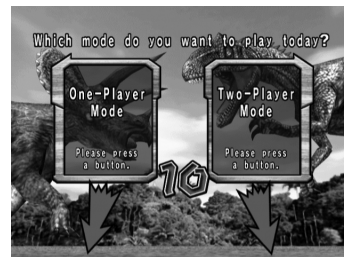 Which mode do you want to play today?
One-Player
Mode
Please press
a button.
Two-Player
Mode
Please press
a button.
10